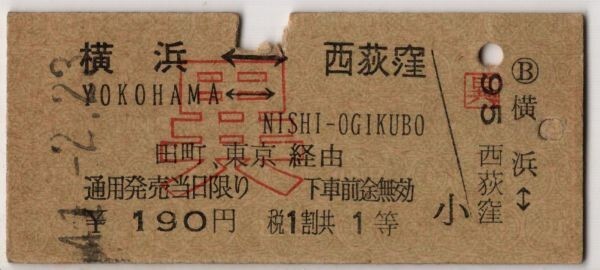 横浜 ↔ 西荻窪
YOKOHAMA ↔ NISHI-OGIKUBO
田町、東京 経由
通用発売当日限り 下車前途無効
¥ 190円 税1割共 1等
小
Ⓑ 横浜↔
西荻窪
95
-2.23